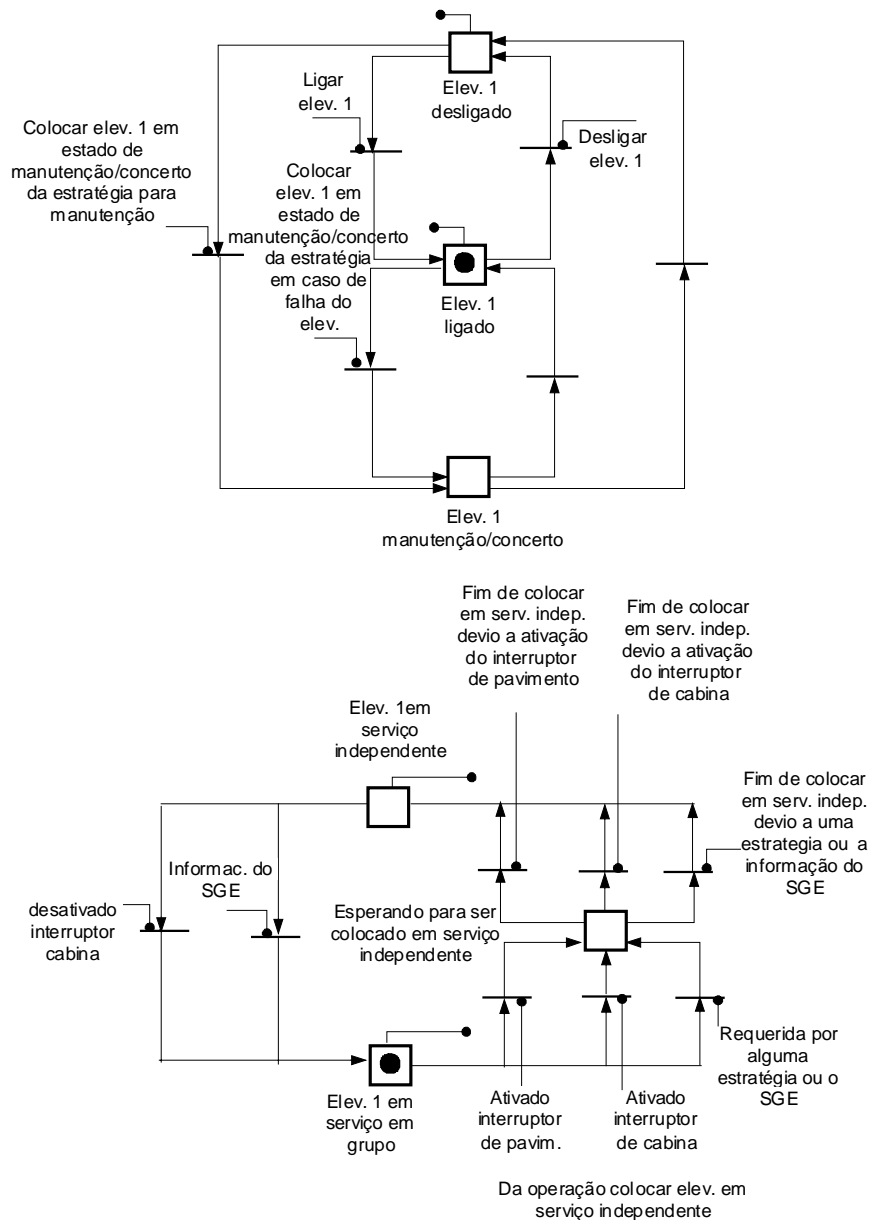 Elev. 1
desligado
Ligar
elev. 1
Desligar
elev. 1
Colocar elev. 1 em
estado de
manutenção/concerto
da estratégia para
manutenção
Colocar
elev. 1 em
estado de
manutenção/concerto
da estratégia
em caso de
falha do
elev.
Elev. 1
ligado
Elev. 1
manutenção/concerto
Fim de colocar
em serv. indep.
devio a ativação
do interruptor
de pavimento
Fim de colocar
em serv. indep.
devio a ativação
do interruptor
de cabina
Elev. 1em
serviço
independente
Fim de colocar
em serv. indep.
devio a uma
estrategia ou a
informação do
SGE
Informac. do
SGE
desativado
interruptor
cabina
Esperando para ser
colocado em serviço
independente
Requerida por
alguma
estratégia ou o
SGE
Elev. 1 em
serviço em
grupo
Ativado
interruptor
de pavim.
Ativado
interruptor
de cabina
Da operação colocar elev. em
serviço independente